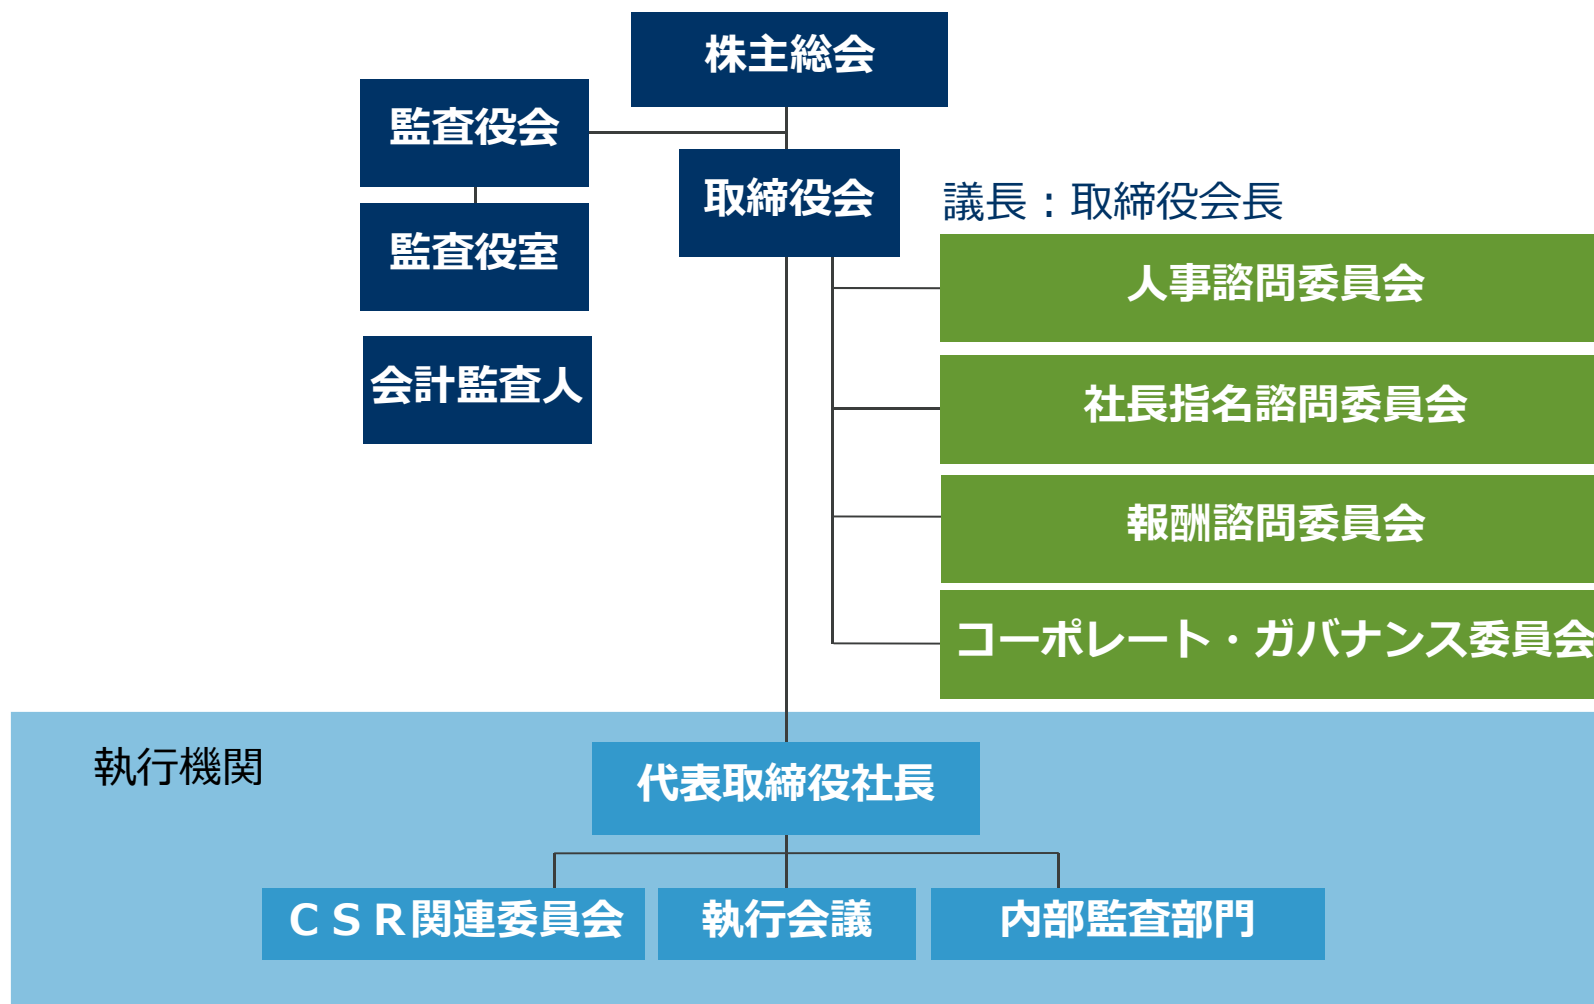 株主総会
監査役会
取締役会
議長：取締役会長
監査役室
人事諮問委員会
会計監査人
社長指名諮問委員会
報酬諮問委員会
コーポレート・ガバナンス委員会
執行機関
代表取締役社長
ＣＳＲ関連委員会
執行会議
内部監査部門